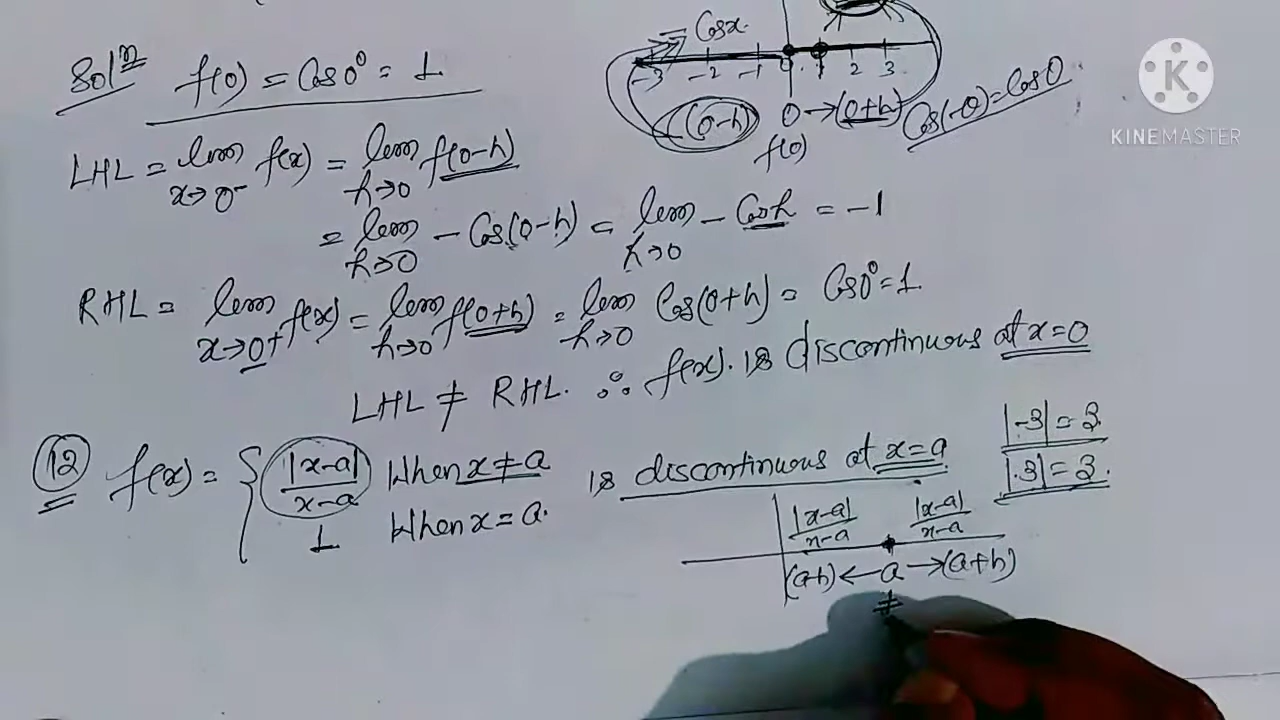 Cosx.
-3 -2 -1 0 1 2 3
(0-h) 0→(0+h) Cos(-θ)=Cosθ
f(0)
K
KINEMASTER
Solⁿ f(0) = Cos0° = 1
LHL = lim x→0⁻ f(x) = lim h→0 f(0-h)
= lim h→0 - Cos(0-h) = lim h→0 - Cosh = -1
RHL = lim x→0⁺ f(x) = lim h→0 f(0+h) = lim h→0 Cos(0+h) = Cos0° = 1.
LHL ≠ RHL. ∴ f(x). is discontinuous at x=0
|-3| = 3.
|3| = 3.
(12) f(x) = { |x-a|/x-a When x≠a is discontinuous at x=a
1 When x=a.
|x-a|/x-a |x-a|/x-a
(a-h) ← a → (a+h)
≠